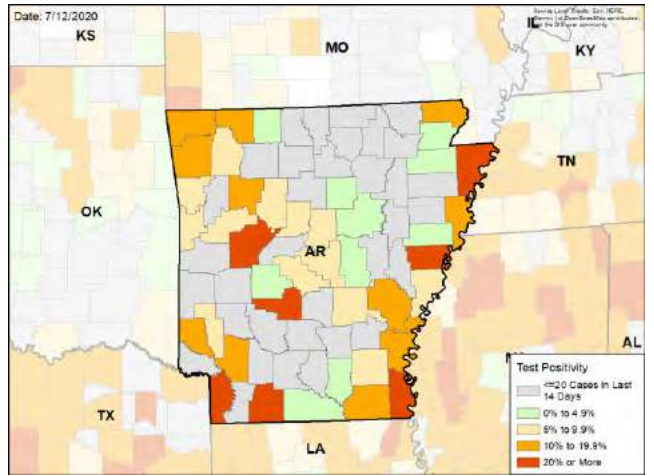 Date: 7/12/2020
IL
KS
MO
KY
TN
OK
AR
AL
TX
LA
Test Positivity
<=20 Cases in Last
14 Days
0% to 4.9%
5% to 9.9%
10% to 19.9%
20% or More